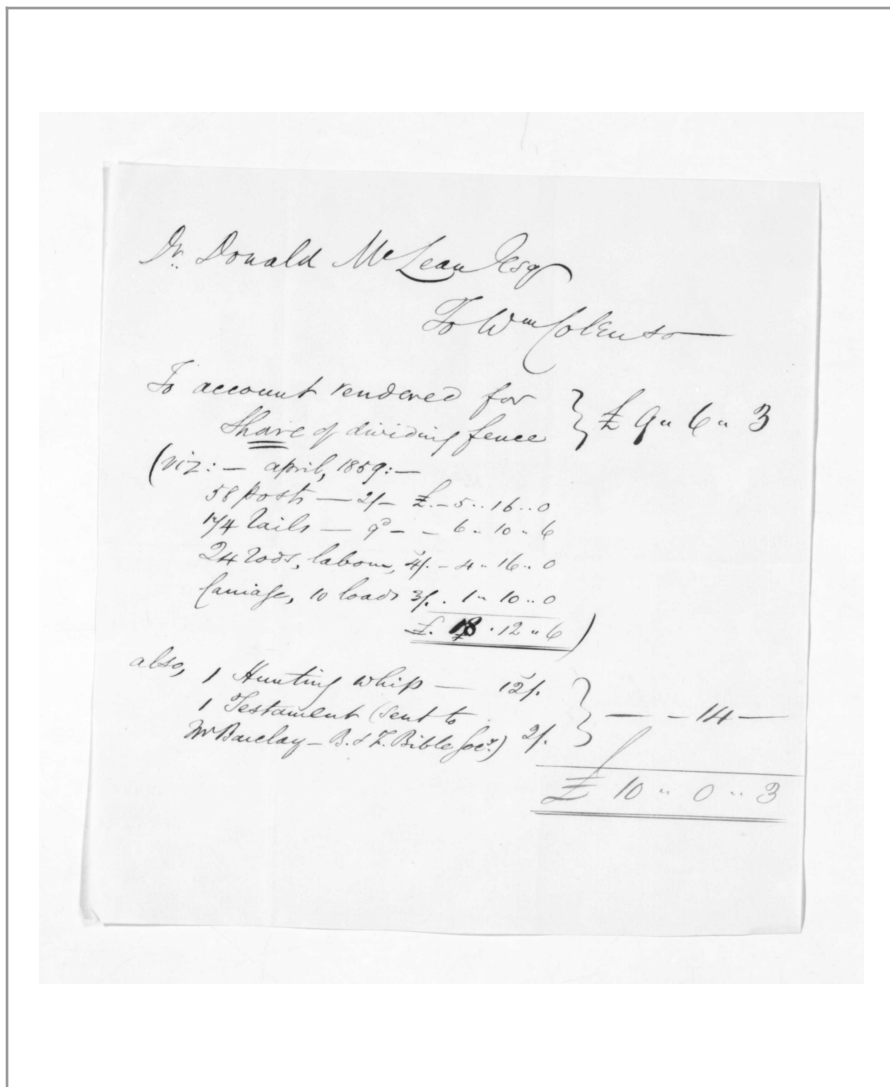 Dr. Donald McLean Esq
To Wm Colenso
To account rendered for
Share of dividing fence } £ 9 " 6 " 3
(viz: — april, 1859: —
58 posts — 2/- £. – 5 .. 16 .. 0
174 rails — 9d – – 6 .. 10 .. 6
24 rods, labour, 4/. – 4 .. 16 .. 0
Carriage, 10 loads 3/. . 1 .. 10 .. 0
£. 18 . 12 " 6 )
also, 1 Hunting whip — 12/.
1 Testament (sent to } — – 14 —
Mr Barclay – B. & F. Bible Socy.) 2/.
£ 10 " 0 " 3